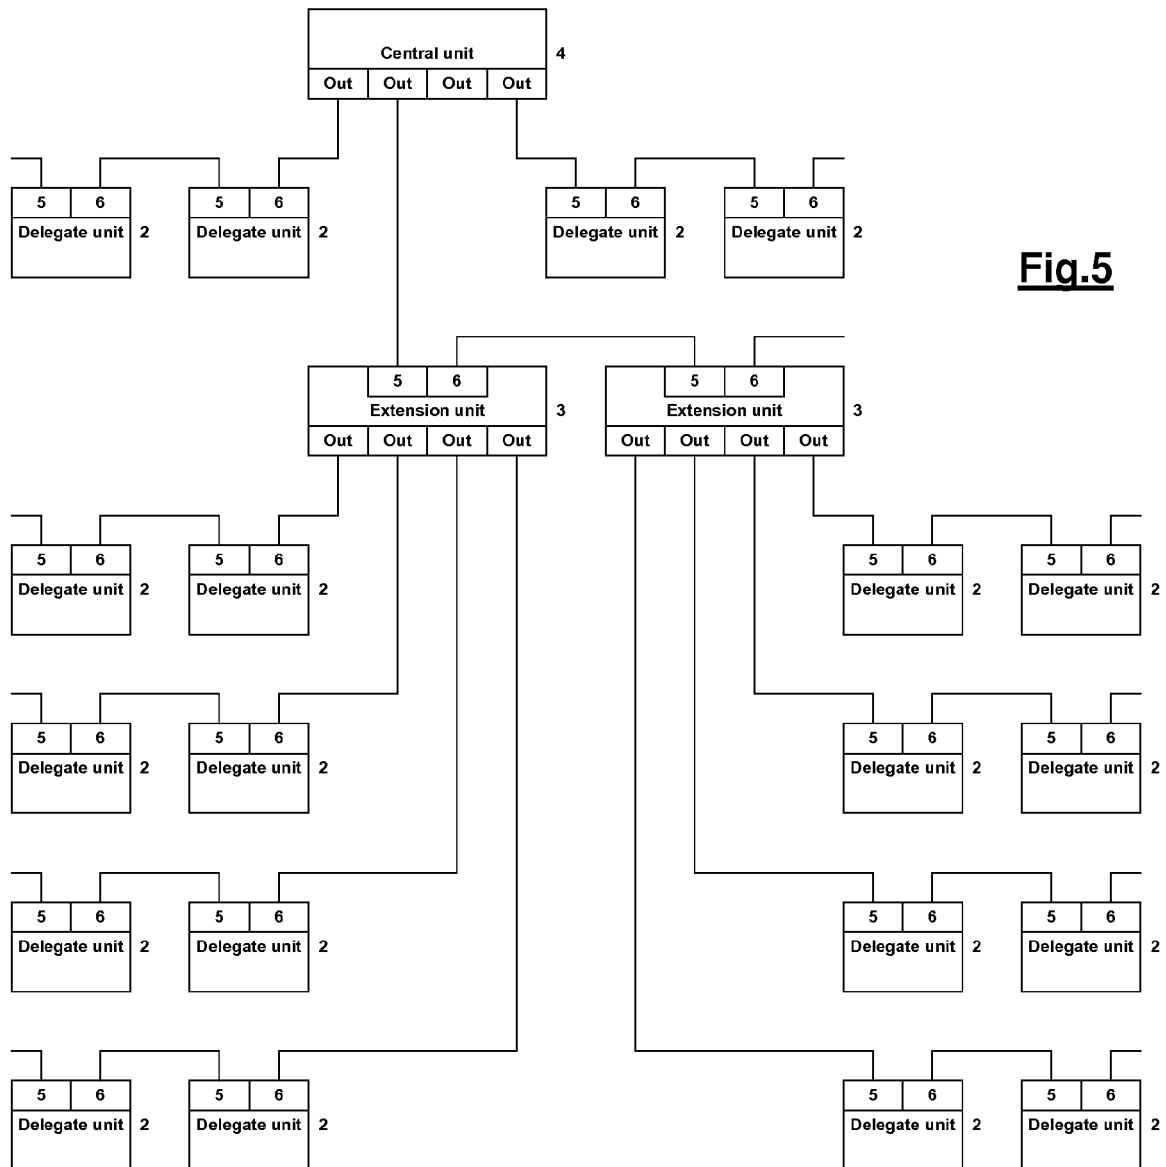 Central unit 4
Out Out Out Out
5 6 5 6 5 6 5 6
Delegate unit 2 Delegate unit 2 Delegate unit 2 Delegate unit 2
Fig.5
5 6 5 6
Extension unit 3 Extension unit 3
Out Out Out Out Out Out Out Out
5 6 5 6 5 6 5 6
Delegate unit 2 Delegate unit 2 Delegate unit 2 Delegate unit 2
5 6 5 6 5 6 5 6
Delegate unit 2 Delegate unit 2 Delegate unit 2 Delegate unit 2
5 6 5 6 5 6 5 6
Delegate unit 2 Delegate unit 2 Delegate unit 2 Delegate unit 2
5 6 5 6 5 6 5 6
Delegate unit 2 Delegate unit 2 Delegate unit 2 Delegate unit 2